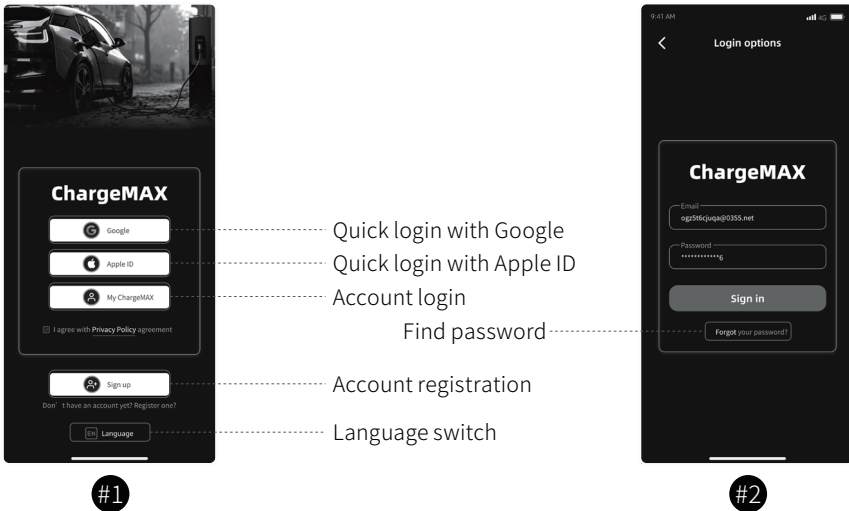 ChargeMAX
Google
Apple ID
My ChargeMAX
I agree with Privacy Policy agreement
Sign up
Don't have an account yet? Register one?
EN Language
#1
Quick login with Google
Quick login with Apple ID
Account login
Find password
Account registration
Language switch
9:41 AM
4G
Login options
ChargeMAX
Email
ogz5t6cjuqa@0355.net
Password
************6
Sign in
Forgot your password?
#2